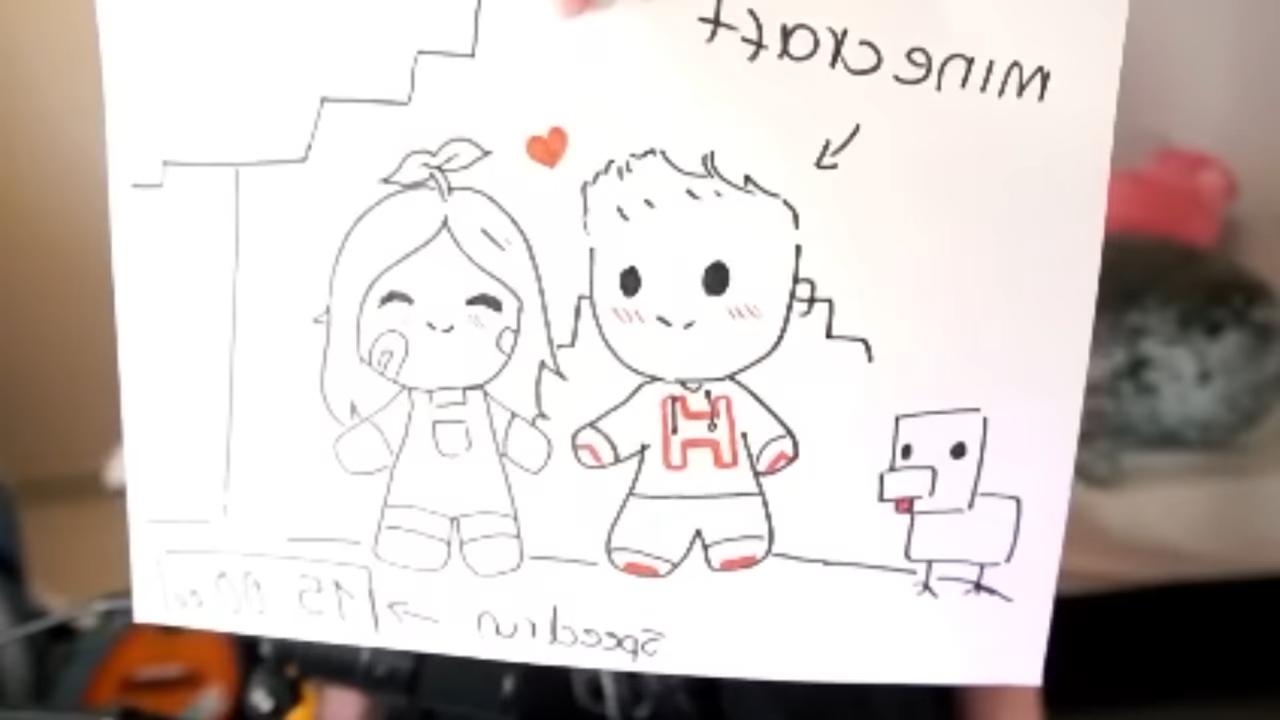 minecraft
H
speedrun →